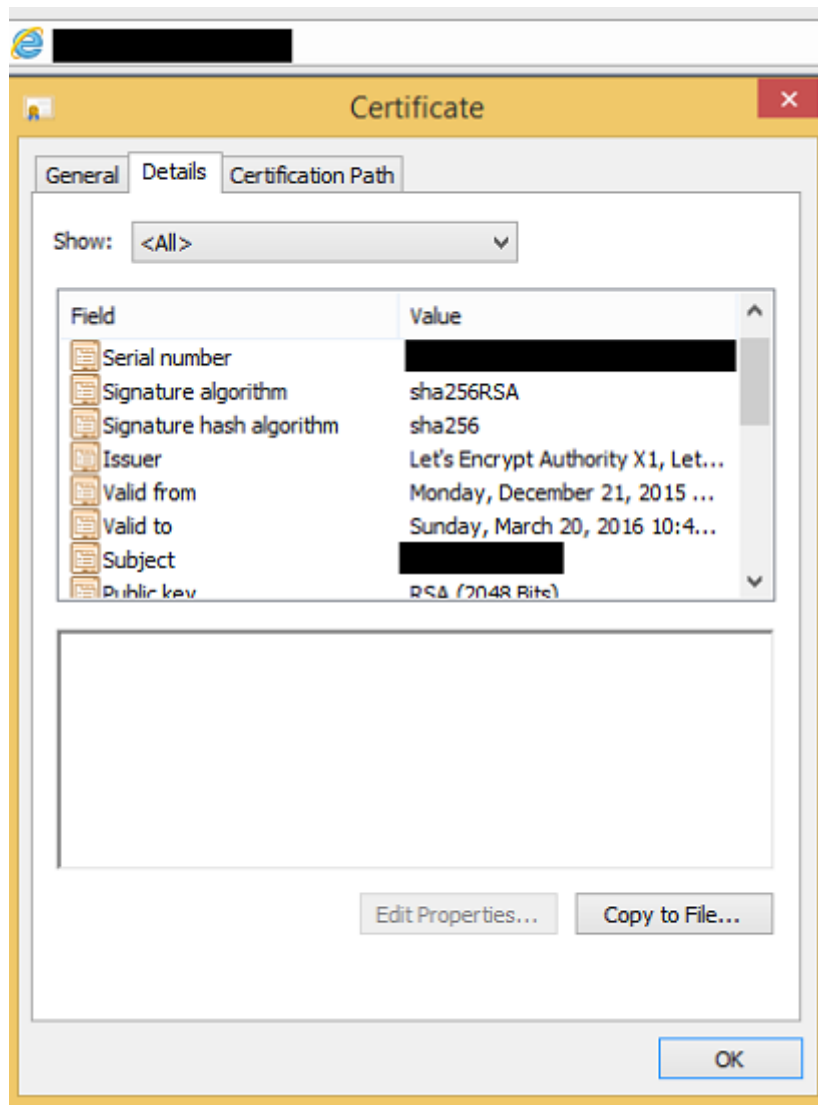 Certificate
General Details Certification Path
Show: <All>
Field Value
Serial number
Signature algorithm sha256RSA
Signature hash algorithm sha256
Issuer Let's Encrypt Authority X1, Let...
Valid from Monday, December 21, 2015 ...
Valid to Sunday, March 20, 2016 10:4...
Subject
Public key RSA (2048 Bits)
Edit Properties... Copy to File...
OK